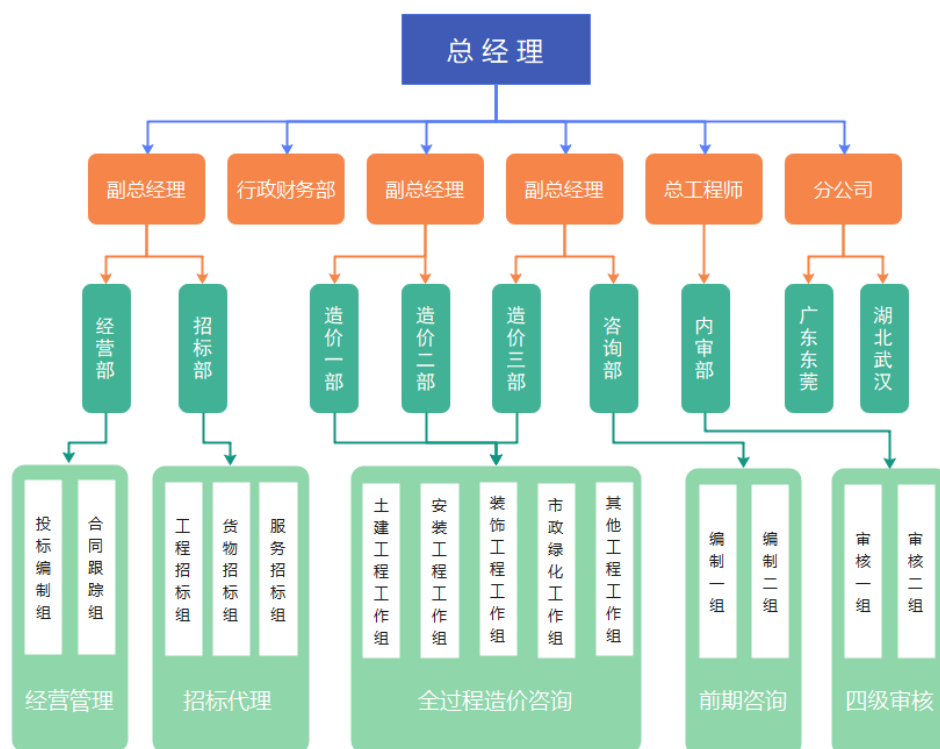 总经理
副总经理
行政财务部
副总经理
副总经理
总工程师
分公司
经营部
招标部
造价一部
造价二部
造价三部
咨询部
内审部
广东东莞
湖北武汉
投标编制组
合同跟踪组
经营管理
工程招标组
货物招标组
服务招标组
招标代理
土建工程工作组
安装工程工作组
装饰工程工作组
市政绿化工作组
其他工程工作组
全过程造价咨询
编制一组
编制二组
前期咨询
审核一组
审核二组
四级审核